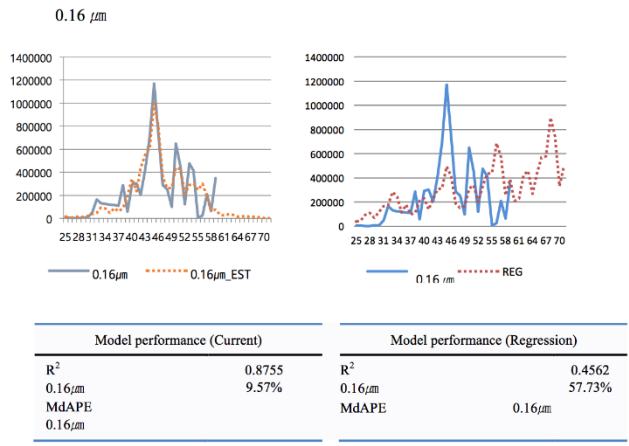 0.16 ㎛
1400000
1200000
1000000
800000
600000
400000
200000
0
25 28 31 34 37 40 43 46 49 52 55 58 61 64 67 70
0.16㎛
0.16㎛_EST
1400000
1200000
1000000
800000
600000
400000
200000
0
25 28 31 34 37 40 43 46 49 52 55 58 61 64 67 70
0.16 ㎛
REG
Model performance (Current)
R² 0.8755
0.16㎛ 9.57%
MdAPE
0.16㎛
Model performance (Regression)
R² 0.4562
0.16㎛ 57.73%
MdAPE 0.16㎛